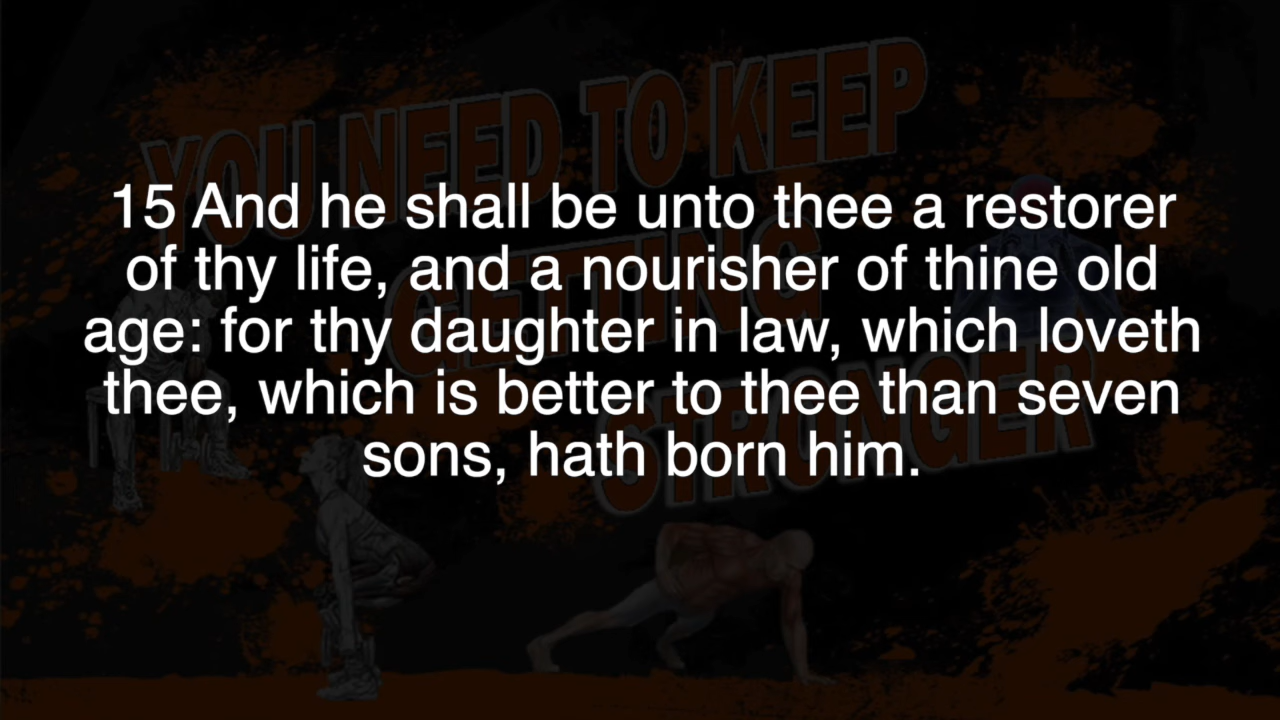 YOU NEED TO KEEP
GETTING
STRONGER
15 And he shall be unto thee a restorer
of thy life, and a nourisher of thine old
age: for thy daughter in law, which loveth
thee, which is better to thee than seven
sons, hath born him.